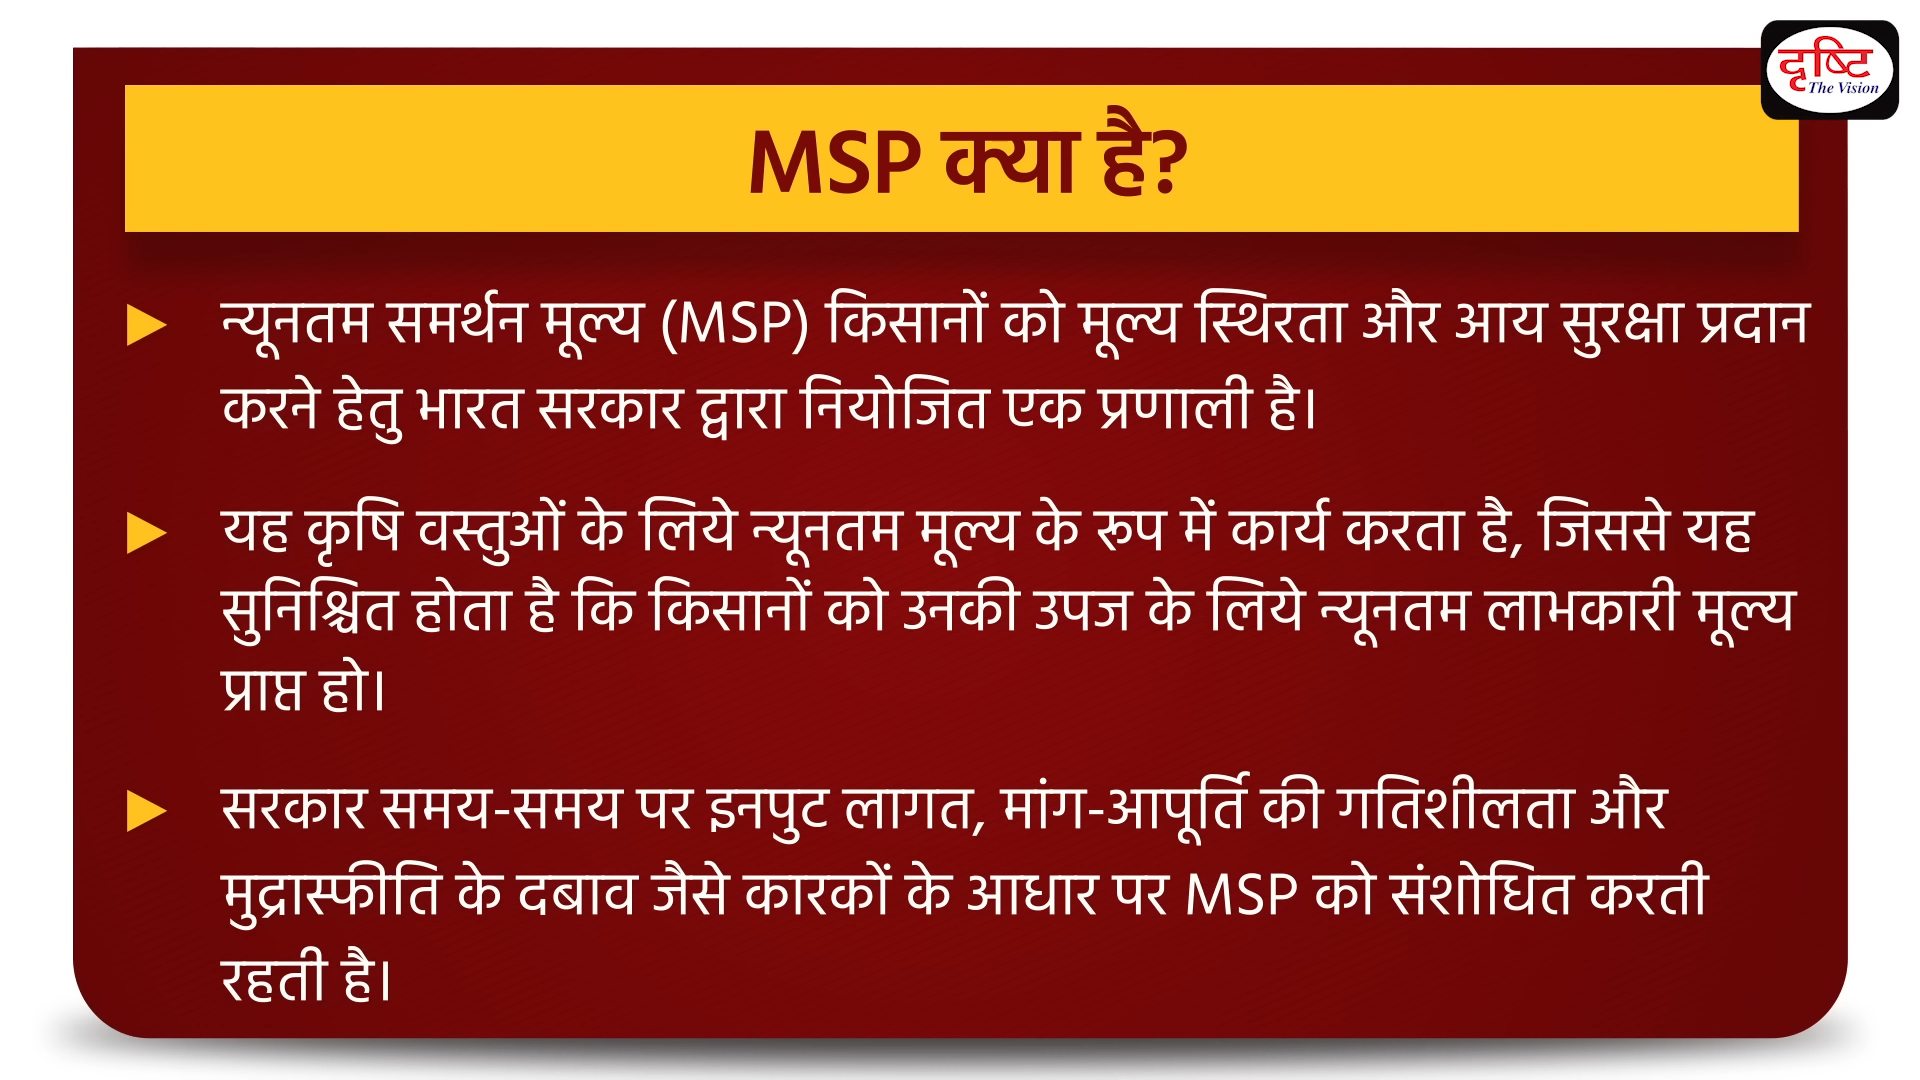 दृष्टि
The Vision
MSP क्या है?
न्यूनतम समर्थन मूल्य (MSP) किसानों को मूल्य स्थिरता और आय सुरक्षा प्रदान
करने हेतु भारत सरकार द्वारा नियोजित एक प्रणाली है।
यह कृषि वस्तुओं के लिये न्यूनतम मूल्य के रूप में कार्य करता है, जिससे यह
सुनिश्चित होता है कि किसानों को उनकी उपज के लिये न्यूनतम लाभकारी मूल्य
प्राप्त हो।
सरकार समय-समय पर इनपुट लागत, मांग-आपूर्ति की गतिशीलता और
मुद्रास्फीति के दबाव जैसे कारकों के आधार पर MSP को संशोधित करती
रहती है।